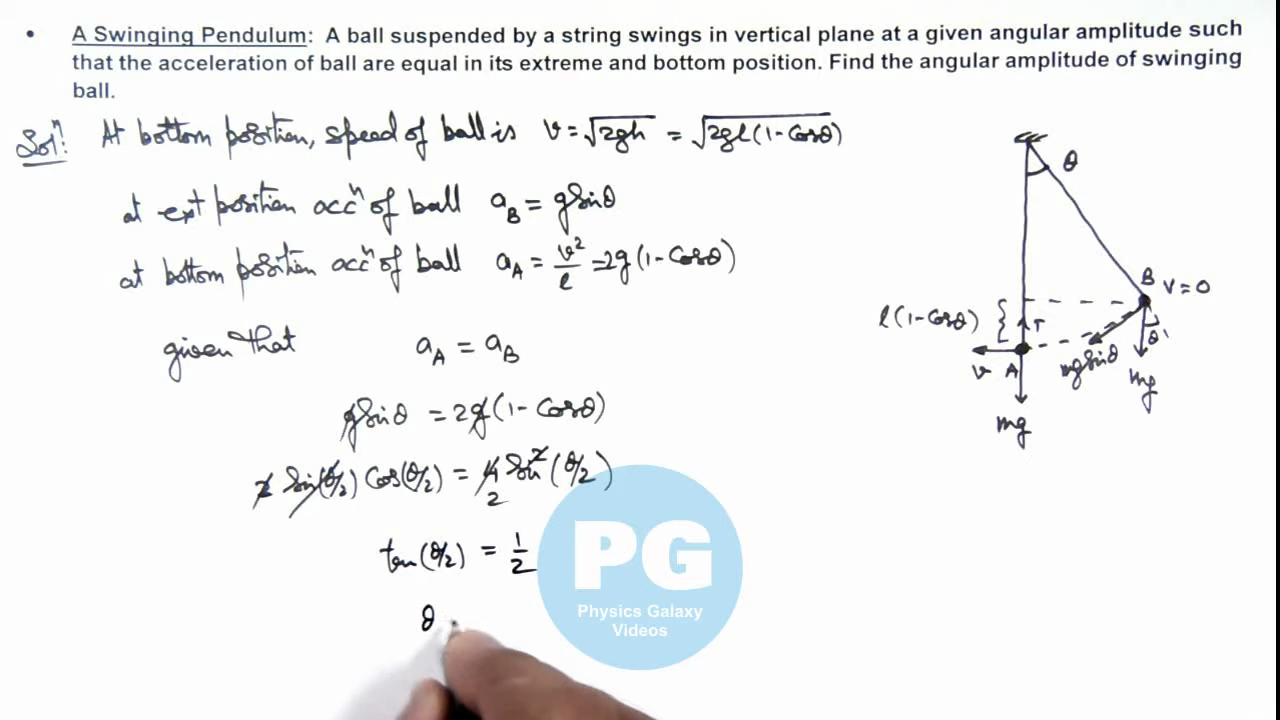 • A Swinging Pendulum: A ball suspended by a string swings in vertical plane at a given angular amplitude such
that the acceleration of ball are equal in its extreme and bottom position. Find the angular amplitude of swinging
ball.
Solⁿ: At bottom position, speed of ball is v = √2gh = √2gl(1-Cosθ)
at ext position accⁿ of ball a_B = gSinθ
at bottom position accⁿ of ball a_A = v²/l = 2g(1-Cosθ)
given that a_A = a_B
gSinθ = 2g(1-Cosθ)
2 Sin(θ/2) Cos(θ/2) = 4 Sin²(θ/2)
2
tan(θ/2) = 1/2
θ
θ
B v=0
l(1-Cosθ)
T
θ
v A mgSinθ
mg
mg
PG
Physics Galaxy
Videos